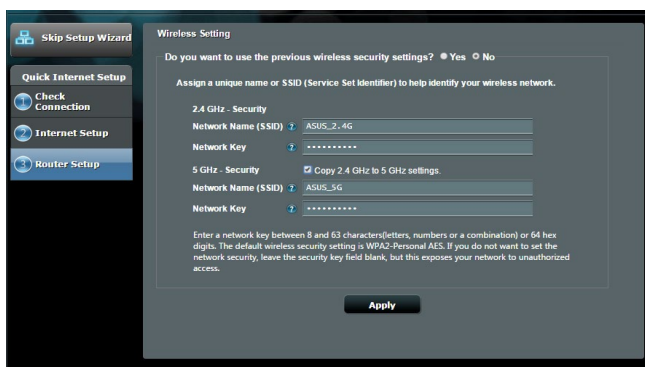 Skip Setup Wizard
Quick Internet Setup
1 Check
Connection
2 Internet Setup
3 Router Setup
Wireless Setting
Do you want to use the previous wireless security settings? Yes No
Assign a unique name or SSID (Service Set Identifier) to help identify your wireless network.
2.4 GHz - Security
Network Name (SSID) ? ASUS_2.4G
Network Key ? ••••••••••
5 GHz - Security Copy 2.4 GHz to 5 GHz settings.
Network Name (SSID) ? ASUS_5G
Network Key ? ••••••••••
Enter a network key between 8 and 63 characters(letters, numbers or a combination) or 64 hex
digits. The default wireless security setting is WPA2-Personal AES. If you do not want to set the
network security, leave the security key field blank, but this exposes your network to unauthorized
access.
Apply